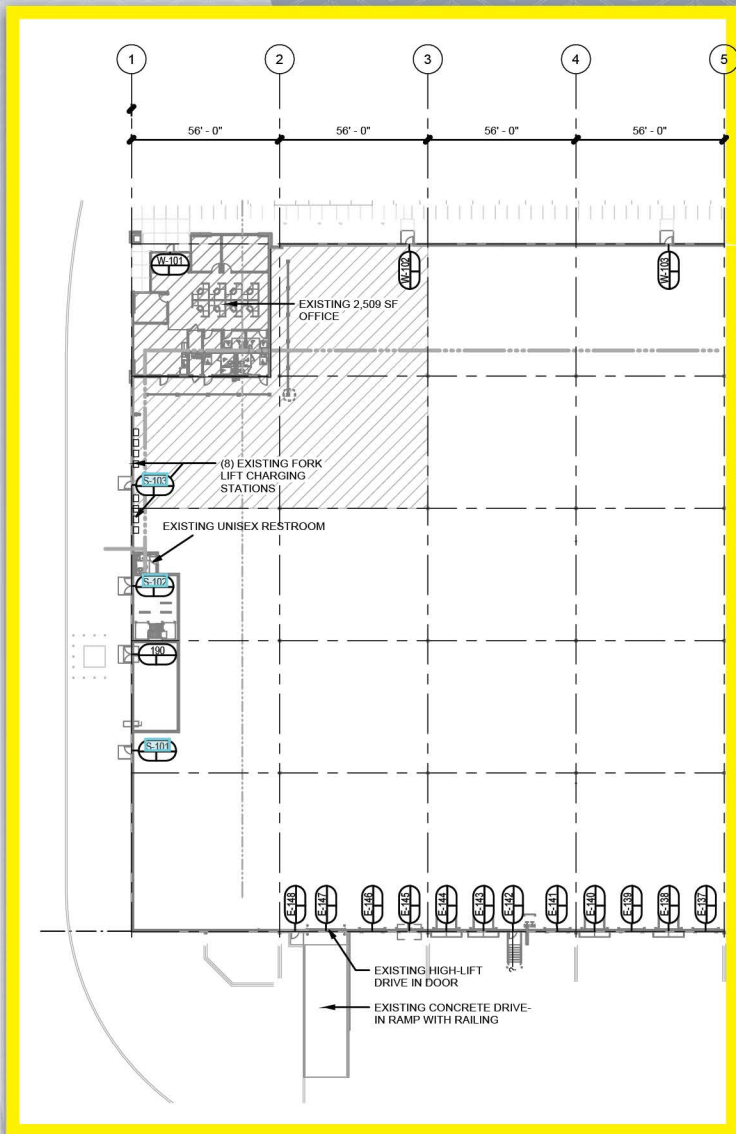 1 2 3 4 5
56' - 0" 56' - 0" 56' - 0" 56' - 0"
W-101
W-102
W-103
EXISTING 2,509 SF
OFFICE
(8) EXISTING FORK
LIFT CHARGING
STATIONS
S-103
EXISTING UNISEX RESTROOM
S-102
190
S-101
E-148
E-147
E-146
E-145
E-144
E-143
E-142
E-141
E-140
E-139
E-138
E-137
EXISTING HIGH-LIFT
DRIVE IN DOOR
EXISTING CONCRETE DRIVE-
IN RAMP WITH RAILING